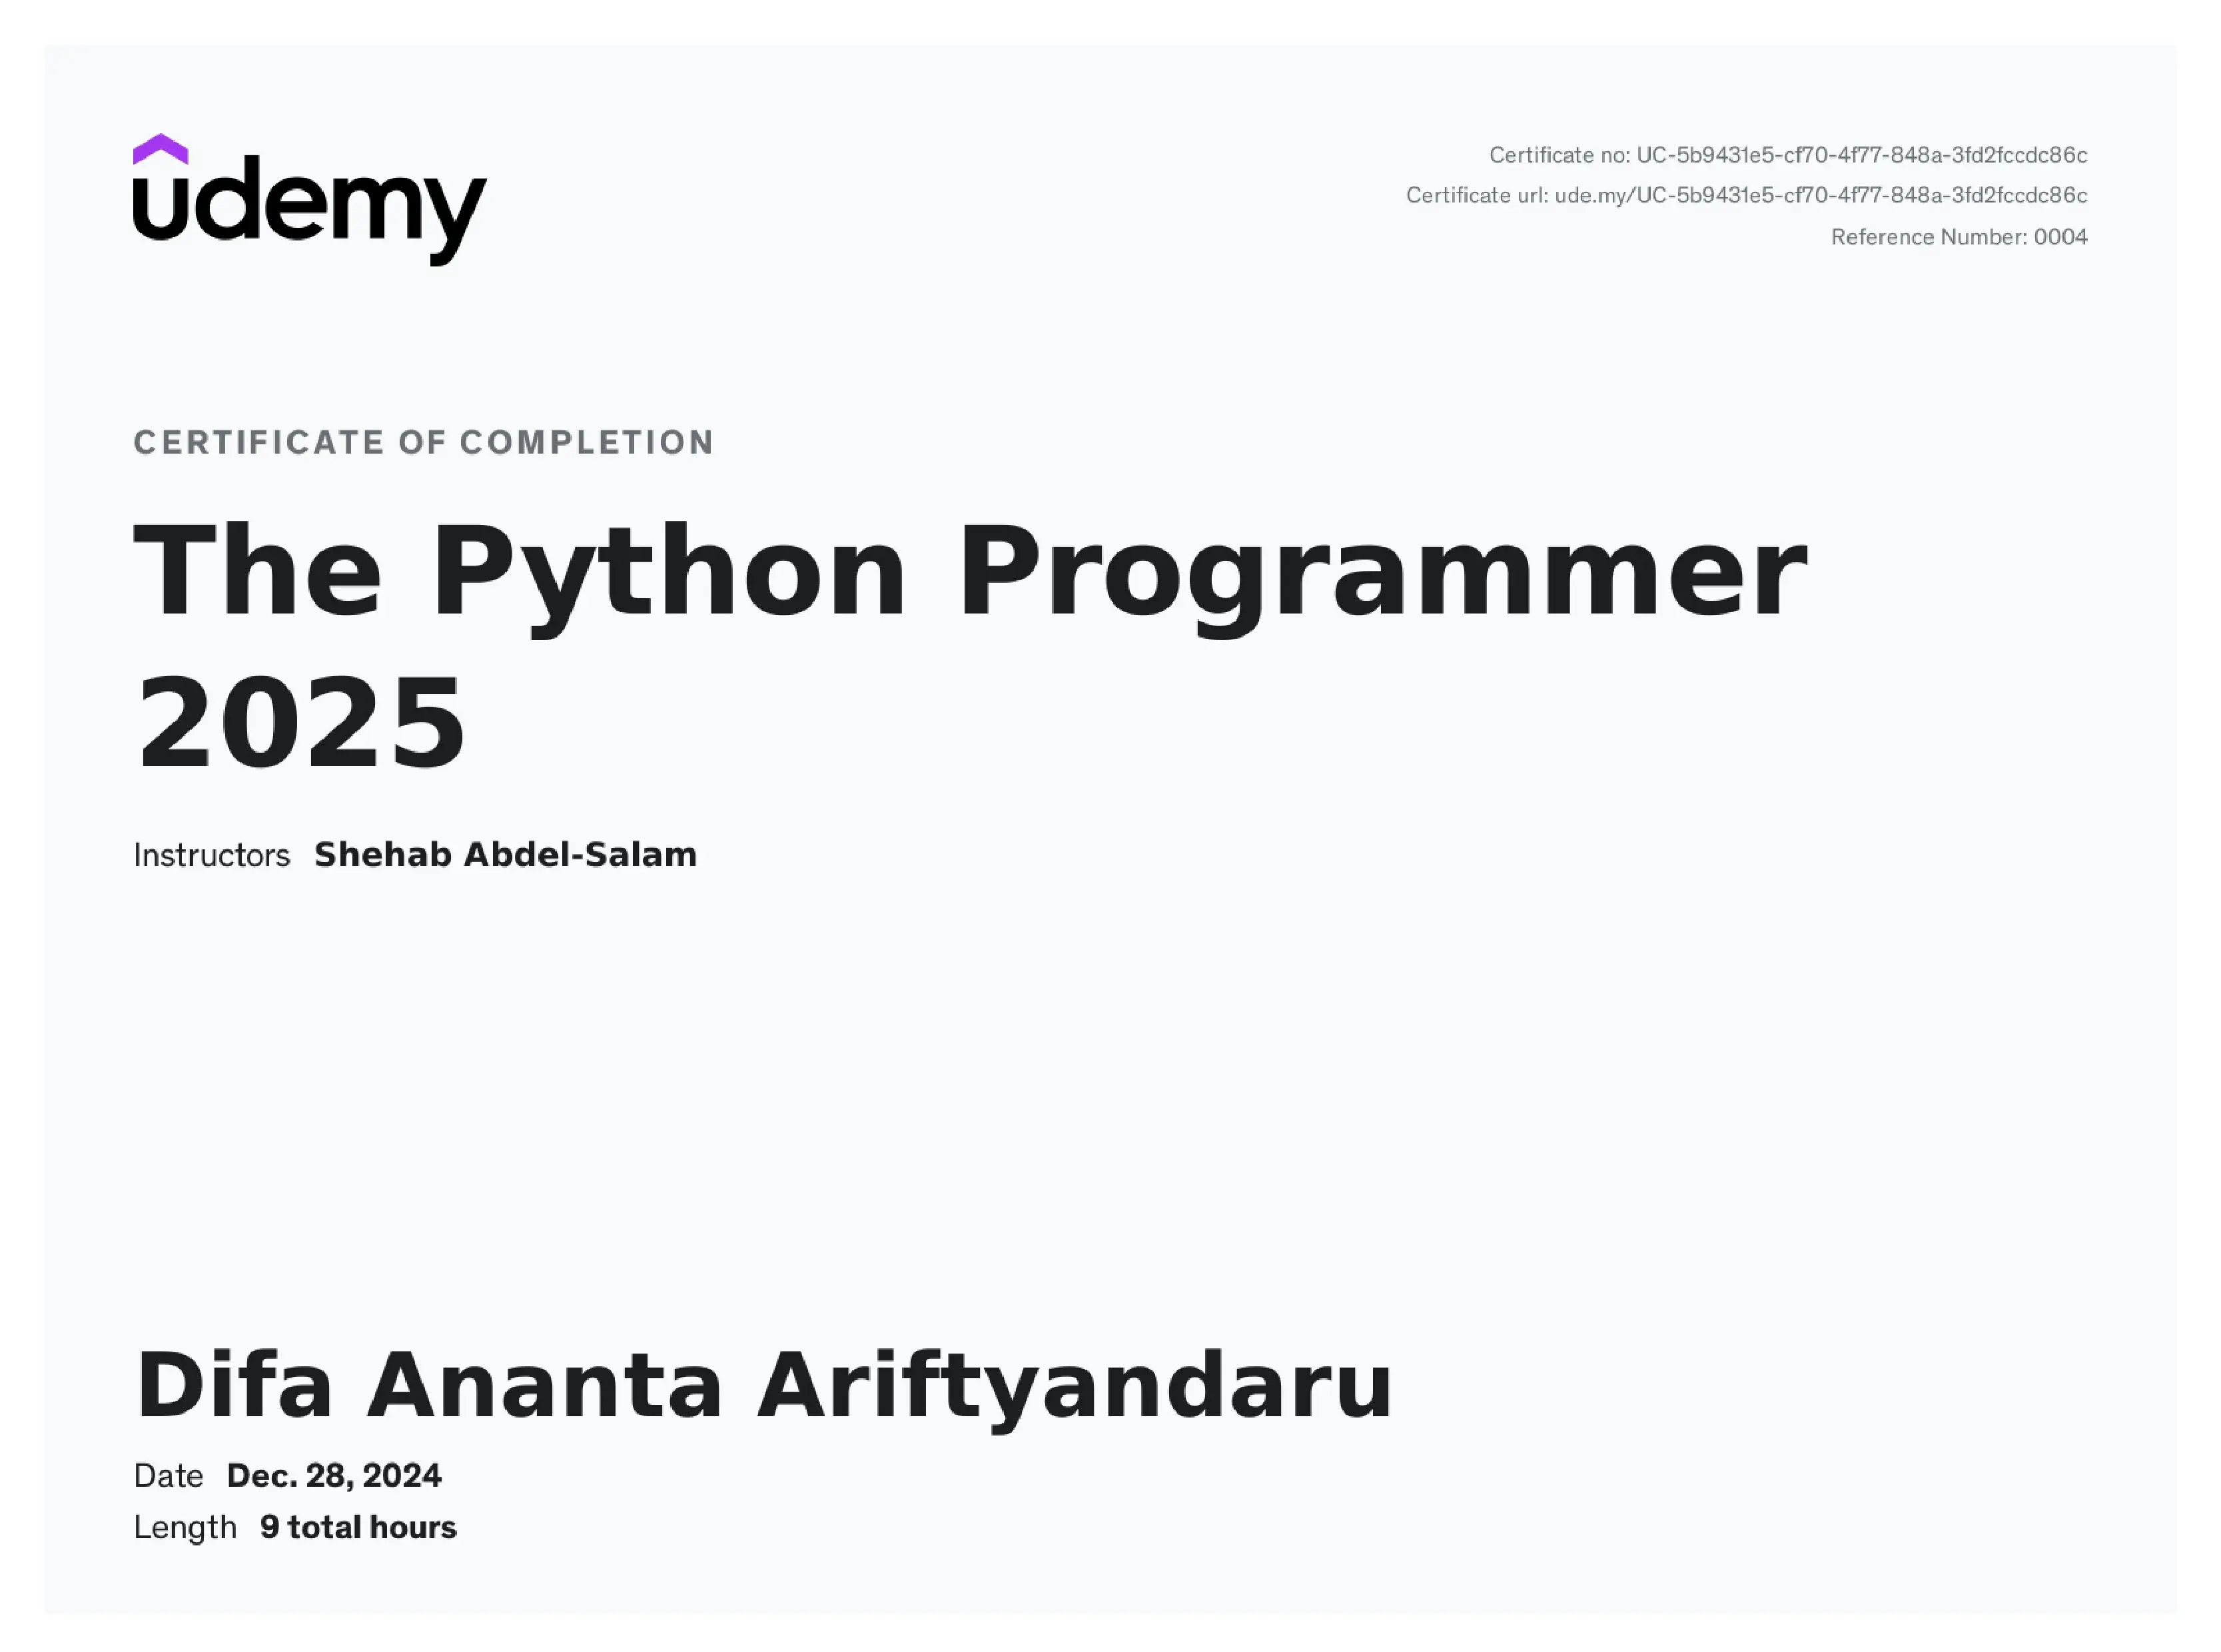 udemy
Certificate no: UC-5b9431e5-cf70-4f77-848a-3fd2fccdc86c
Certificate url: ude.my/UC-5b9431e5-cf70-4f77-848a-3fd2fccdc86c
Reference Number: 0004
CERTIFICATE OF COMPLETION
The Python Programmer
2025
Instructors Shehab Abdel-Salam
Difa Ananta Ariftyandaru
Date Dec. 28, 2024
Length 9 total hours